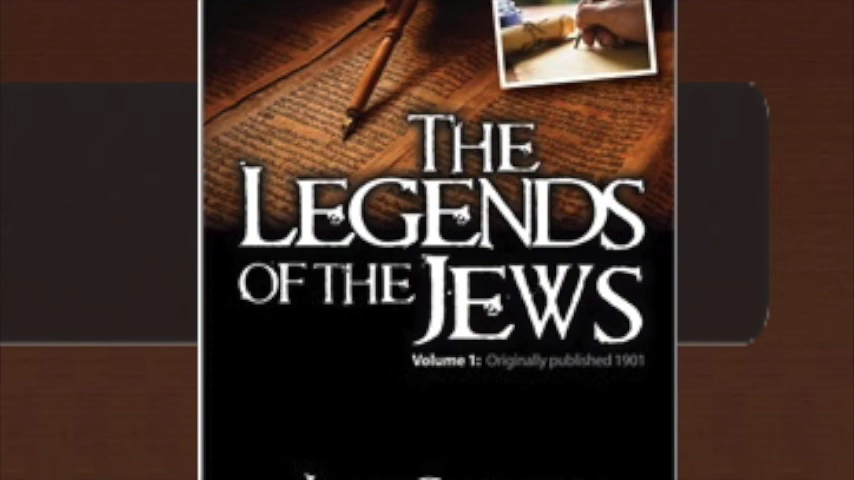 THE
LEGENDS
OF THE JEWS
Volume 1: Originally published 1901